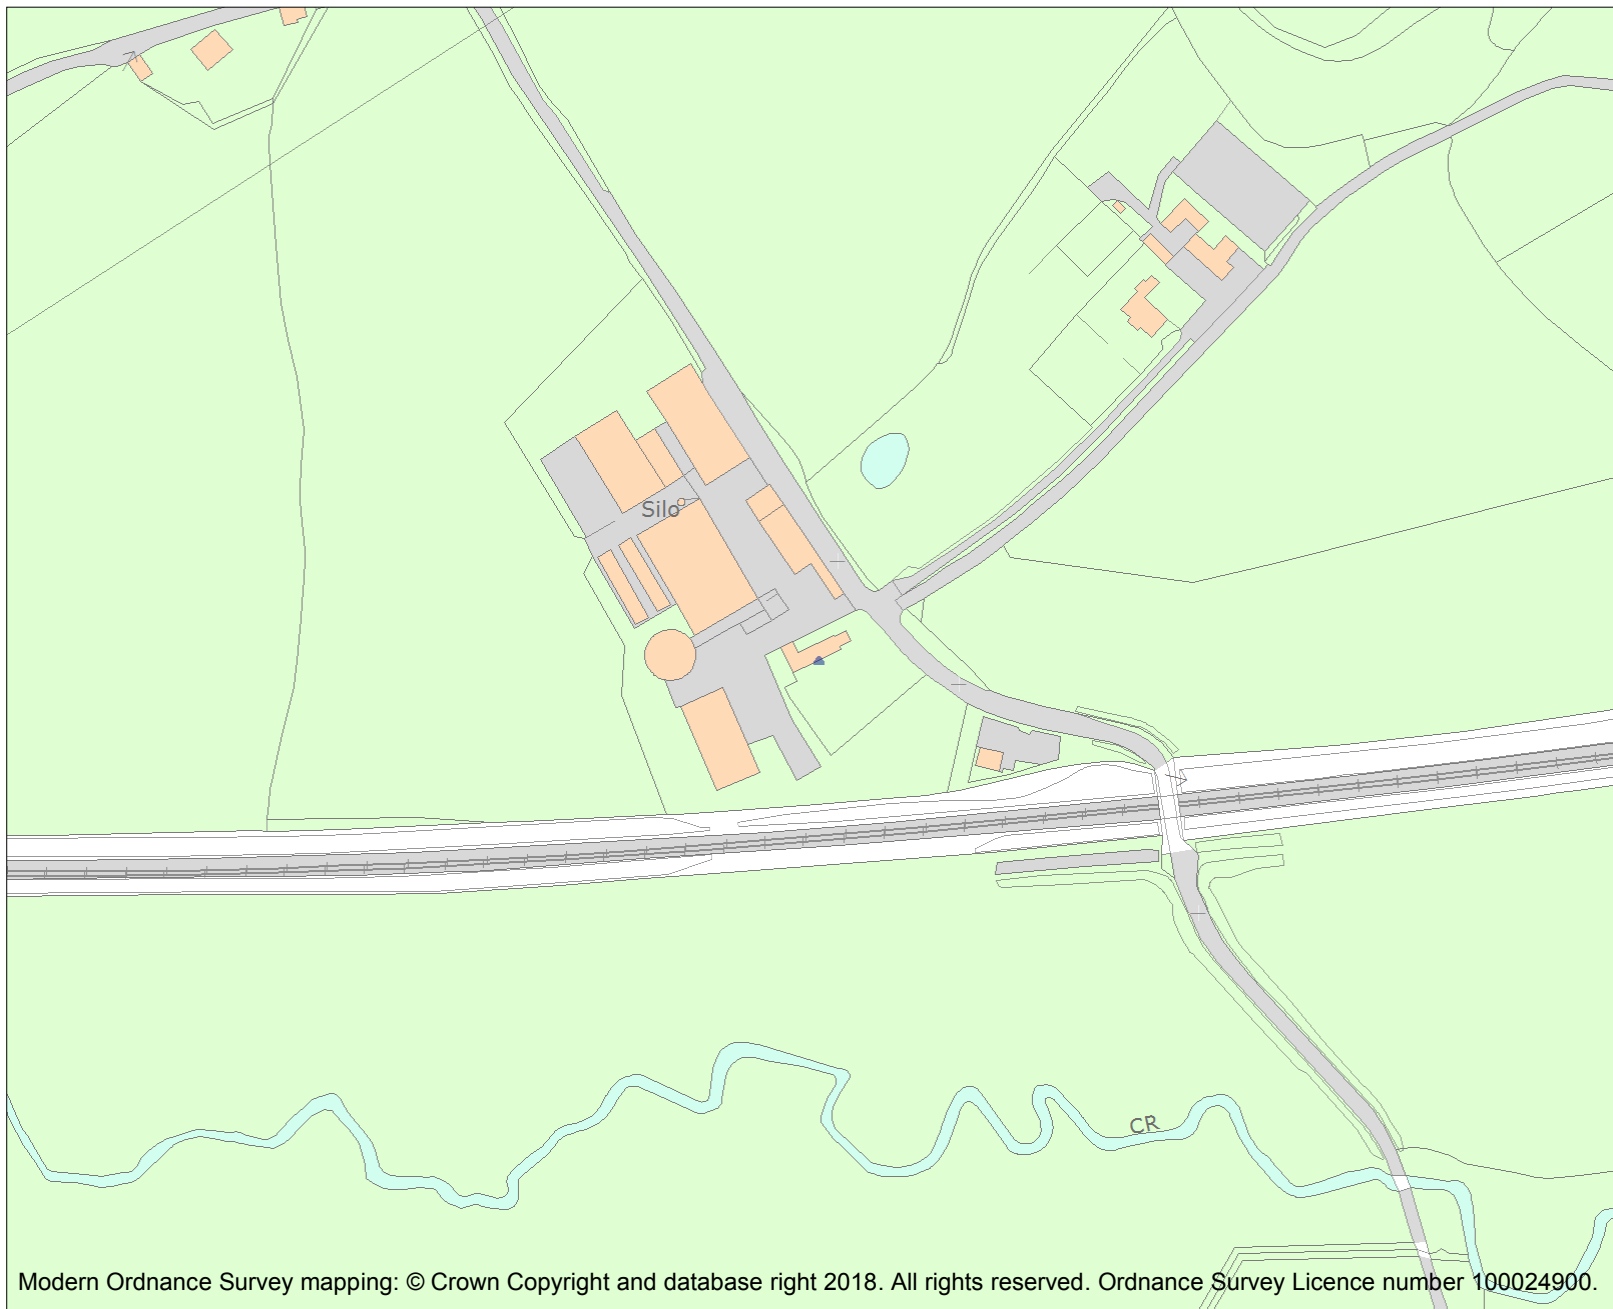 Silo
CR
Modern Ordnance Survey mapping: © Crown Copyright and database right 2018. All rights reserved. Ordnance Survey Licence number 100024900.